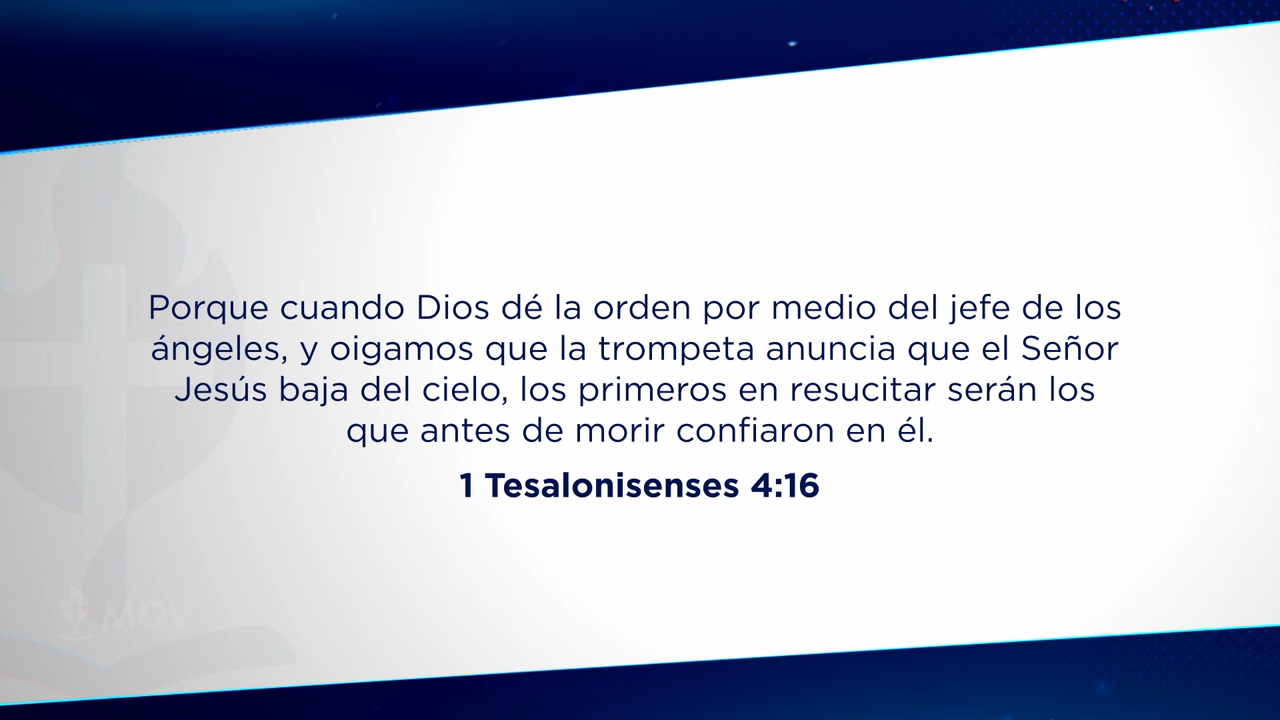 Porque cuando Dios dé la orden por medio del jefe de los
ángeles, y oigamos que la trompeta anuncia que el Señor
Jesús baja del cielo, los primeros en resucitar serán los
que antes de morir confiaron en él.
1 Tesalonisenses 4:16
MQV